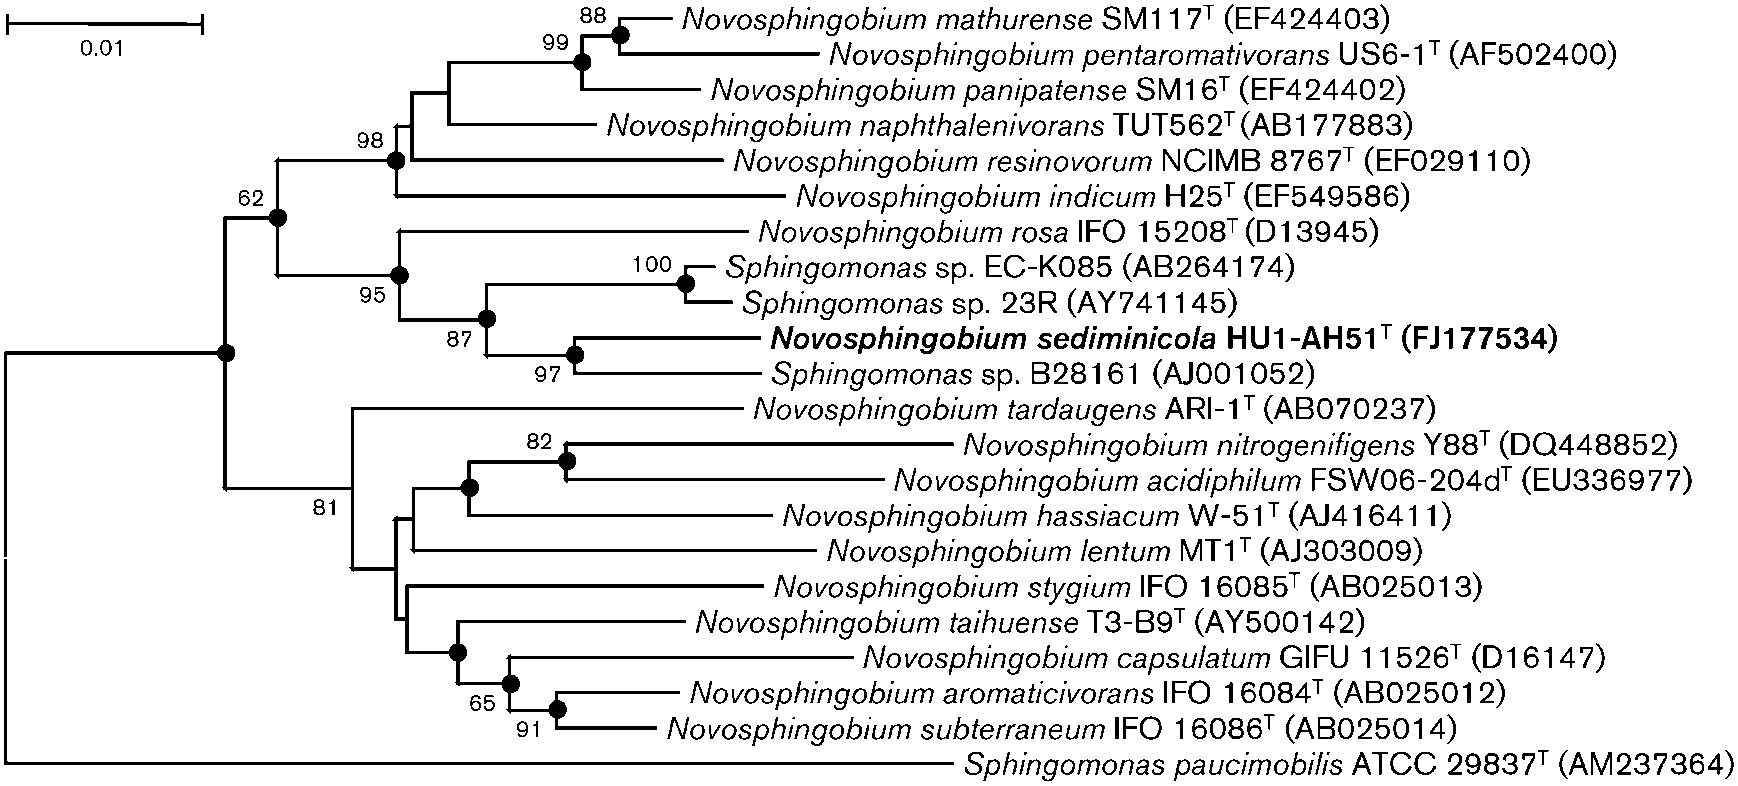 88 Novosphingobium mathurense SM117ᵀ (EF424403)
0.01
99 Novosphingobium pentaromativorans US6-1ᵀ (AF502400)
Novosphingobium panipatense SM16ᵀ (EF424402)
Novosphingobium naphthalenivorans TUT562ᵀ (AB177883)
98
Novosphingobium resinovorum NCIMB 8767ᵀ (EF029110)
62 Novosphingobium indicum H25ᵀ (EF549586)
Novosphingobium rosa IFO 15208ᵀ (D13945)
100 Sphingomonas sp. EC-K085 (AB264174)
95
Sphingomonas sp. 23R (AY741145)
87 Novosphingobium sediminicola HU1-AH51ᵀ (FJ177534)
97 Sphingomonas sp. B28161 (AJ001052)
Novosphingobium tardaugens ARI-1ᵀ (AB070237)
82 Novosphingobium nitrogenifigens Y88ᵀ (DQ448852)
Novosphingobium acidiphilum FSW06-204dᵀ (EU336977)
81 Novosphingobium hassiacum W-51ᵀ (AJ416411)
Novosphingobium lentum MT1ᵀ (AJ303009)
Novosphingobium stygium IFO 16085ᵀ (AB025013)
Novosphingobium taihuense T3-B9ᵀ (AY500142)
Novosphingobium capsulatum GIFU 11526ᵀ (D16147)
65 Novosphingobium aromaticivorans IFO 16084ᵀ (AB025012)
91 Novosphingobium subterraneum IFO 16086ᵀ (AB025014)
Sphingomonas paucimobilis ATCC 29837ᵀ (AM237364)